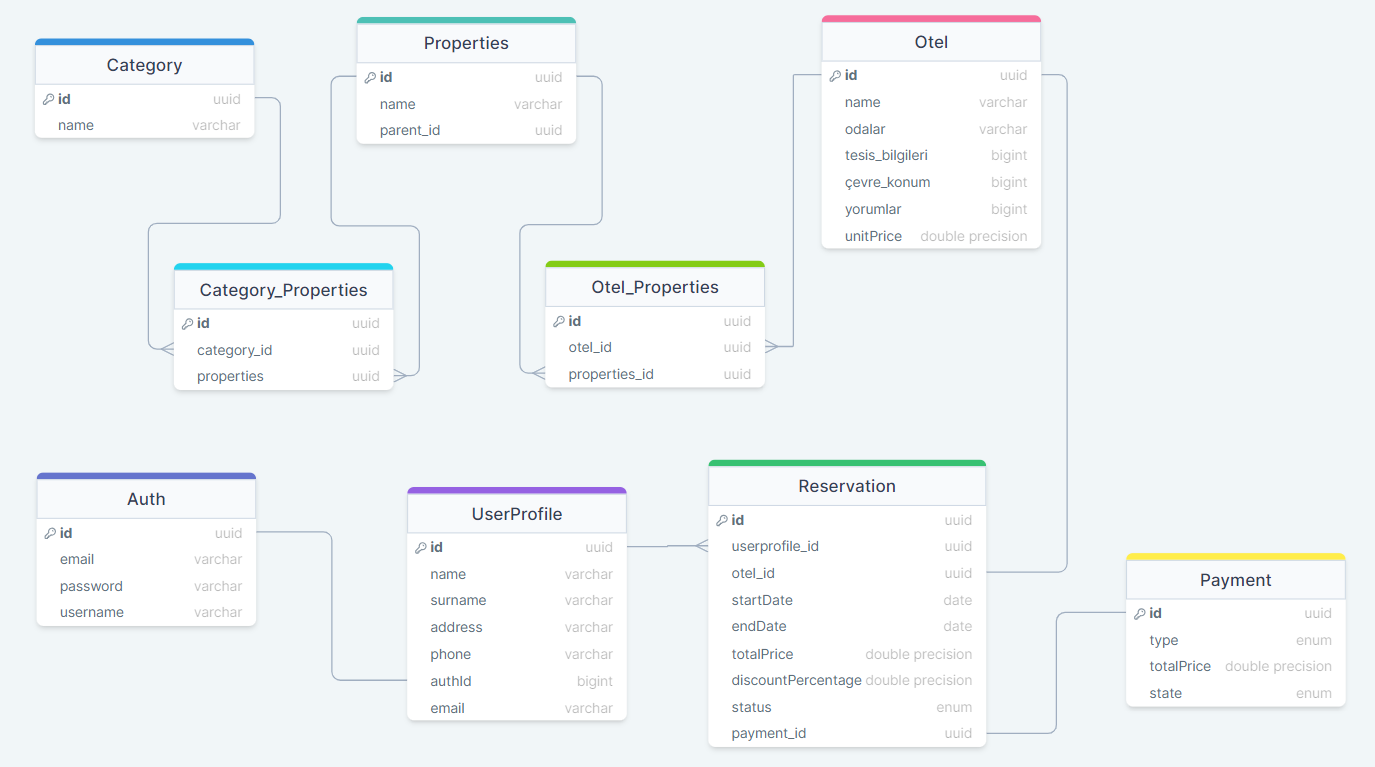 Category
id uuid
name varchar
Properties
id uuid
name varchar
parent_id uuid
Otel
id uuid
name varchar
odalar varchar
tesis_bilgileri bigint
çevre_konum bigint
yorumlar bigint
unitPrice double precision
Category_Properties
id uuid
category_id uuid
properties uuid
Otel_Properties
id uuid
otel_id uuid
properties_id uuid
Auth
id uuid
email varchar
password varchar
username varchar
UserProfile
id uuid
name varchar
surname varchar
address varchar
phone varchar
authId bigint
email varchar
Reservation
id uuid
userprofile_id uuid
otel_id uuid
startDate date
endDate date
totalPrice double precision
discountPercentage double precision
status enum
payment_id uuid
Payment
id uuid
type enum
totalPrice double precision
state enum